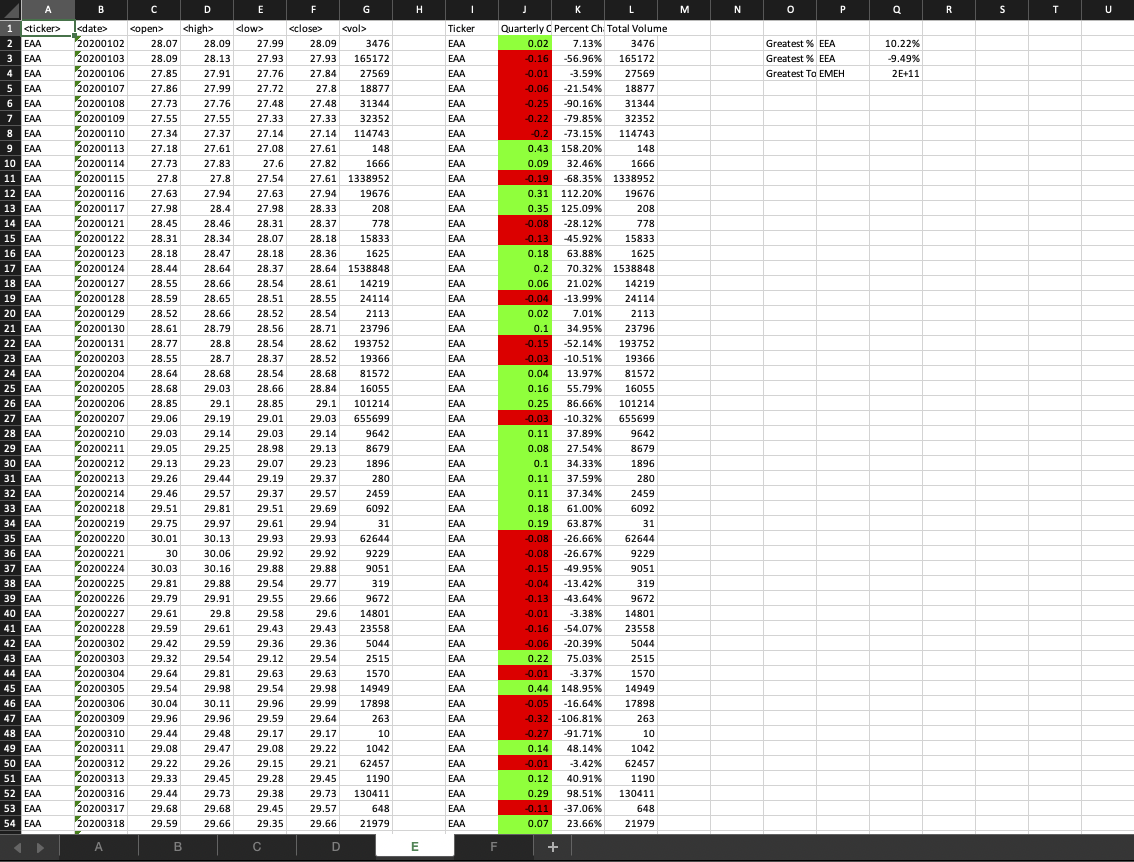 A B C D E F G H I J K L M N O P Q R S T U
1 <ticker> <date> <open> <high> <low> <close> <vol> Ticker Quarterly C Percent Ch Total Volume
2 EAA 20200102 28.07 28.09 27.99 28.09 3476 EAA 0.02 7.13% 3476 Greatest % EEA 10.22%
3 EAA 20200103 28.09 28.13 27.93 27.93 165172 EAA -0.16 -56.96% 165172 Greatest % EEA -9.49%
4 EAA 20200106 27.85 27.91 27.76 27.84 27569 EAA -0.01 -3.59% 27569 Greatest To EMEH 2E+11
5 EAA 20200107 27.86 27.99 27.72 27.8 18877 EAA -0.06 -21.54% 18877
6 EAA 20200108 27.73 27.76 27.48 27.48 31344 EAA -0.25 -90.16% 31344
7 EAA 20200109 27.55 27.55 27.33 27.33 32352 EAA -0.22 -79.85% 32352
8 EAA 20200110 27.34 27.37 27.14 27.14 114743 EAA -0.2 -73.15% 114743
9 EAA 20200113 27.18 27.61 27.08 27.61 148 EAA 0.43 158.20% 148
10 EAA 20200114 27.73 27.83 27.6 27.82 1666 EAA 0.09 32.46% 1666
11 EAA 20200115 27.8 27.8 27.54 27.61 1338952 EAA -0.19 -68.35% 1338952
12 EAA 20200116 27.63 27.94 27.63 27.94 19676 EAA 0.31 112.20% 19676
13 EAA 20200117 27.98 28.4 27.98 28.33 208 EAA 0.35 125.09% 208
14 EAA 20200121 28.45 28.46 28.31 28.37 778 EAA -0.08 -28.12% 778
15 EAA 20200122 28.31 28.34 28.07 28.18 15833 EAA -0.13 -45.92% 15833
16 EAA 20200123 28.18 28.47 28.18 28.36 1625 EAA 0.18 63.88% 1625
17 EAA 20200124 28.44 28.64 28.37 28.64 1538848 EAA 0.2 70.32% 1538848
18 EAA 20200127 28.55 28.66 28.54 28.61 14219 EAA 0.06 21.02% 14219
19 EAA 20200128 28.59 28.65 28.51 28.55 24114 EAA -0.04 -13.99% 24114
20 EAA 20200129 28.52 28.66 28.52 28.54 2113 EAA 0.02 7.01% 2113
21 EAA 20200130 28.61 28.79 28.56 28.71 23796 EAA 0.1 34.95% 23796
22 EAA 20200131 28.77 28.8 28.54 28.62 193752 EAA -0.15 -52.14% 193752
23 EAA 20200203 28.55 28.7 28.37 28.52 19366 EAA -0.03 -10.51% 19366
24 EAA 20200204 28.64 28.68 28.54 28.68 81572 EAA 0.04 13.97% 81572
25 EAA 20200205 28.68 29.03 28.66 28.84 16055 EAA 0.16 55.79% 16055
26 EAA 20200206 28.85 29.1 28.85 29.1 101214 EAA 0.25 86.66% 101214
27 EAA 20200207 29.06 29.19 29.01 29.03 655699 EAA -0.03 -10.32% 655699
28 EAA 20200210 29.03 29.14 29.03 29.14 9642 EAA 0.11 37.89% 9642
29 EAA 20200211 29.05 29.25 28.98 29.13 8679 EAA 0.08 27.54% 8679
30 EAA 20200212 29.13 29.23 29.07 29.23 1896 EAA 0.1 34.33% 1896
31 EAA 20200213 29.26 29.44 29.19 29.37 280 EAA 0.11 37.59% 280
32 EAA 20200214 29.46 29.57 29.37 29.57 2459 EAA 0.11 37.34% 2459
33 EAA 20200218 29.51 29.81 29.51 29.69 6092 EAA 0.18 61.00% 6092
34 EAA 20200219 29.75 29.97 29.61 29.94 31 EAA 0.19 63.87% 31
35 EAA 20200220 30.01 30.13 29.93 29.93 62644 EAA -0.08 -26.66% 62644
36 EAA 20200221 30 30.06 29.92 29.92 9229 EAA -0.08 -26.67% 9229
37 EAA 20200224 30.03 30.16 29.88 29.88 9051 EAA -0.15 -49.95% 9051
38 EAA 20200225 29.81 29.88 29.54 29.77 319 EAA -0.04 -13.42% 319
39 EAA 20200226 29.79 29.91 29.55 29.66 9672 EAA -0.13 -43.64% 9672
40 EAA 20200227 29.61 29.8 29.58 29.6 14801 EAA -0.01 -3.38% 14801
41 EAA 20200228 29.59 29.61 29.43 29.43 23558 EAA -0.16 -54.07% 23558
42 EAA 20200302 29.42 29.59 29.36 29.36 5044 EAA -0.06 -20.39% 5044
43 EAA 20200303 29.32 29.54 29.12 29.54 2515 EAA 0.22 75.03% 2515
44 EAA 20200304 29.64 29.81 29.63 29.63 1570 EAA -0.01 -3.37% 1570
45 EAA 20200305 29.54 29.98 29.54 29.98 14949 EAA 0.44 148.95% 14949
46 EAA 20200306 30.04 30.11 29.96 29.99 17898 EAA -0.05 -16.64% 17898
47 EAA 20200309 29.96 29.96 29.59 29.64 263 EAA -0.32 -106.81% 263
48 EAA 20200310 29.44 29.48 29.17 29.17 10 EAA -0.27 -91.71% 10
49 EAA 20200311 29.08 29.47 29.08 29.22 1042 EAA 0.14 48.14% 1042
50 EAA 20200312 29.22 29.26 29.15 29.21 62457 EAA -0.01 -3.42% 62457
51 EAA 20200313 29.33 29.45 29.28 29.45 1190 EAA 0.12 40.91% 1190
52 EAA 20200316 29.44 29.73 29.38 29.73 130411 EAA 0.29 98.51% 130411
53 EAA 20200317 29.68 29.68 29.45 29.57 648 EAA -0.11 -37.06% 648
54 EAA 20200318 29.59 29.66 29.35 29.66 21979 EAA 0.07 23.66% 21979
A B C D E F +